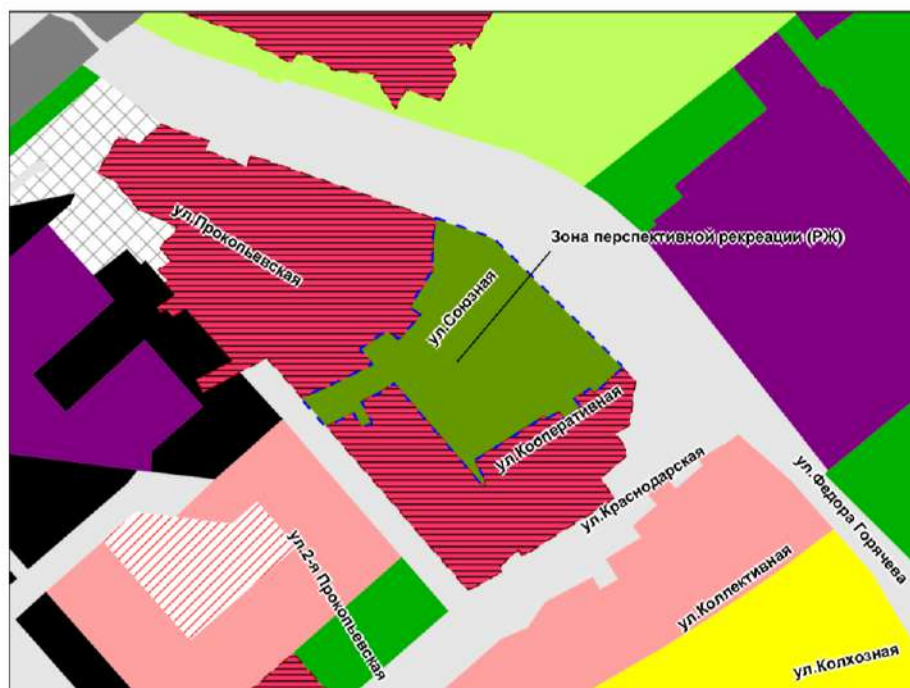 ул.Прокопьевская
Зона перспективной рекреации (РЖ)
ул.Союзная
ул.Кооперативная
ул.Краснодарская
ул.Федора Горячева
ул.2-я Прокопьевская
ул.Коллективная
ул.Колхозная